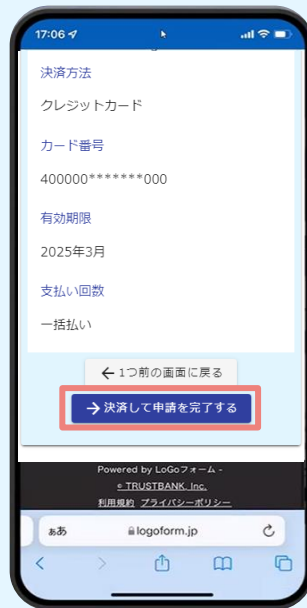 17:06
決済方法
クレジットカード
カード番号
400000*******000
有効期限
2025年3月
支払い回数
一括払い
← 1つ前の画面に戻る
→ 決済して申請を完了する
Powered by LoGoフォーム -
© TRUSTBANK, Inc.
利用規約 プライバシーポリシー
ぁあ logoform.jp